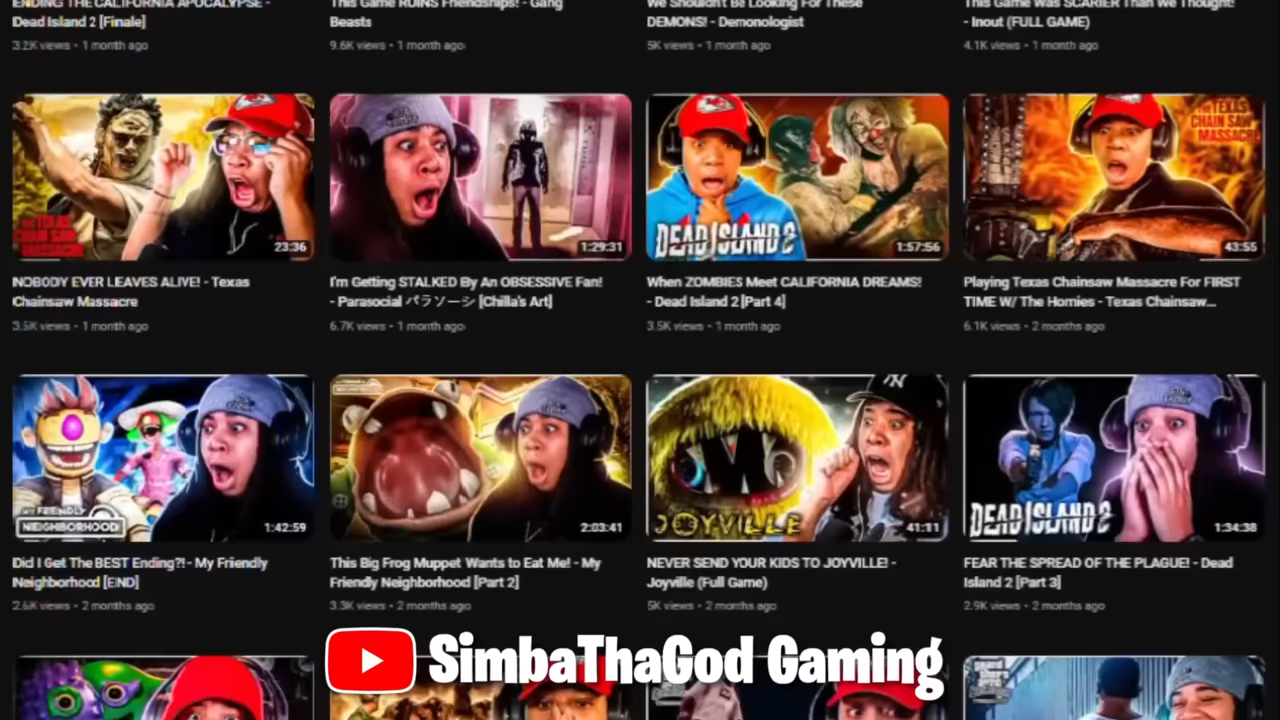 ENDING THE CALIFORNIA APOCALYPSE -
Dead Island 2 [Finale]
3.2K views • 1 month ago
This Game RUINS Friendships! - Gang
Beasts
9.6K views • 1 month ago
We Shouldn't Be Looking For These
DEMONS! - Demonologist
5K views • 1 month ago
This Game Was SCARIER Than We Thought!
- Inout (FULL GAME)
4.1K views • 1 month ago
23:36
1:29:31
DEAD ISLAND 2
1:57:56
THE TEXAS
CHAIN SAW
MASSACRE
43:55
THE TEXAS
CHAIN SAW
MASSACRE
NOBODY EVER LEAVES ALIVE! - Texas
Chainsaw Massacre
3.5K views • 1 month ago
I'm Getting STALKED By An OBSESSIVE Fan!
- Parasocial パラソーシ [Chilla's Art]
6.7K views • 1 month ago
When ZOMBIES Meet CALIFORNIA DREAMS!
- Dead Island 2 [Part 4]
3.5K views • 1 month ago
Playing Texas Chainsaw Massacre For FIRST
TIME W/ The Homies - Texas Chainsaw...
6.1K views • 2 months ago
MY FRIENDLY
NEIGHBORHOOD
1:42:59
2:03:41
JOYVILLE
41:11
DEAD ISLAND 2
1:34:38
Did I Get The BEST Ending?! - My Friendly
Neighborhood [END]
2.6K views • 2 months ago
This Big Frog Muppet Wants to Eat Me! - My
Friendly Neighborhood [Part 2]
3.3K views • 2 months ago
NEVER SEND YOUR KIDS TO JOYVILLE! -
Joyville (Full Game)
5K views • 2 months ago
FEAR THE SPREAD OF THE PLAGUE! - Dead
Island 2 [Part 3]
2.9K views • 2 months ago
SimbaThaGod Gaming
grand
theft
auto